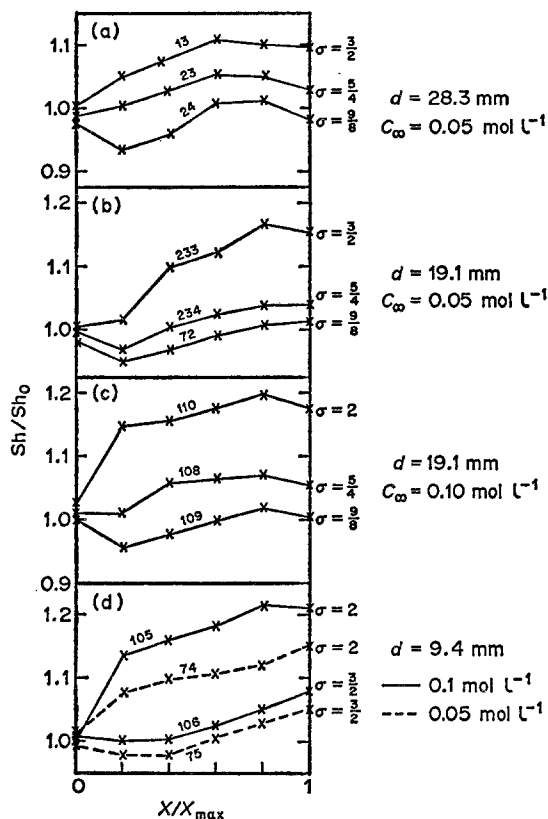 (a)
1.1
1.0
0.9
13
23
24
σ = 3/2
σ = 5/4
σ = 9/8
d = 28.3 mm
C∞ = 0.05 mol l⁻¹
(b)
1.2
1.1
1.0
233
234
72
σ = 3/2
σ = 5/4
σ = 9/8
d = 19.1 mm
C∞ = 0.05 mol l⁻¹
Sh/Sh₀
(c)
1.2
1.1
1.0
0.9
110
108
109
σ = 2
σ = 5/4
σ = 9/8
d = 19.1 mm
C∞ = 0.10 mol l⁻¹
(d)
1.2
1.1
1.0
105
74
106
75
σ = 2
σ = 2
σ = 3/2
σ = 3/2
d = 9.4 mm
0.1 mol l⁻¹
0.05 mol l⁻¹
0
1
X/Xmax